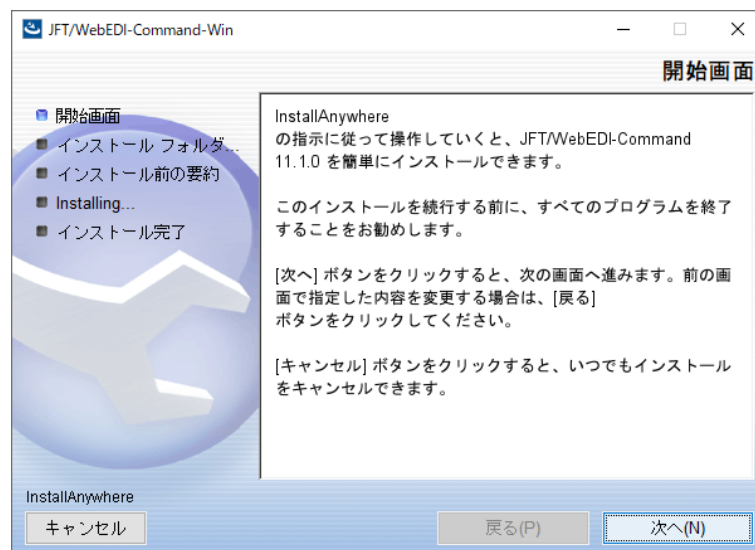 JFT/WebEDI-Command-Win
開始画面
開始画面
インストール フォルダ...
インストール前の要約
Installing...
インストール完了
InstallAnywhere
の指示に従って操作していくと、JFT/WebEDI-Command
11.1.0 を簡単にインストールできます。
このインストールを続行する前に、すべてのプログラムを終了
することをお勧めします。
[次へ] ボタンをクリックすると、次の画面へ進みます。前の画
面で指定した内容を変更する場合は、[戻る]
ボタンをクリックしてください。
[キャンセル] ボタンをクリックすると、いつでもインストール
をキャンセルできます。
InstallAnywhere
キャンセル
戻る(P)
次へ(N)